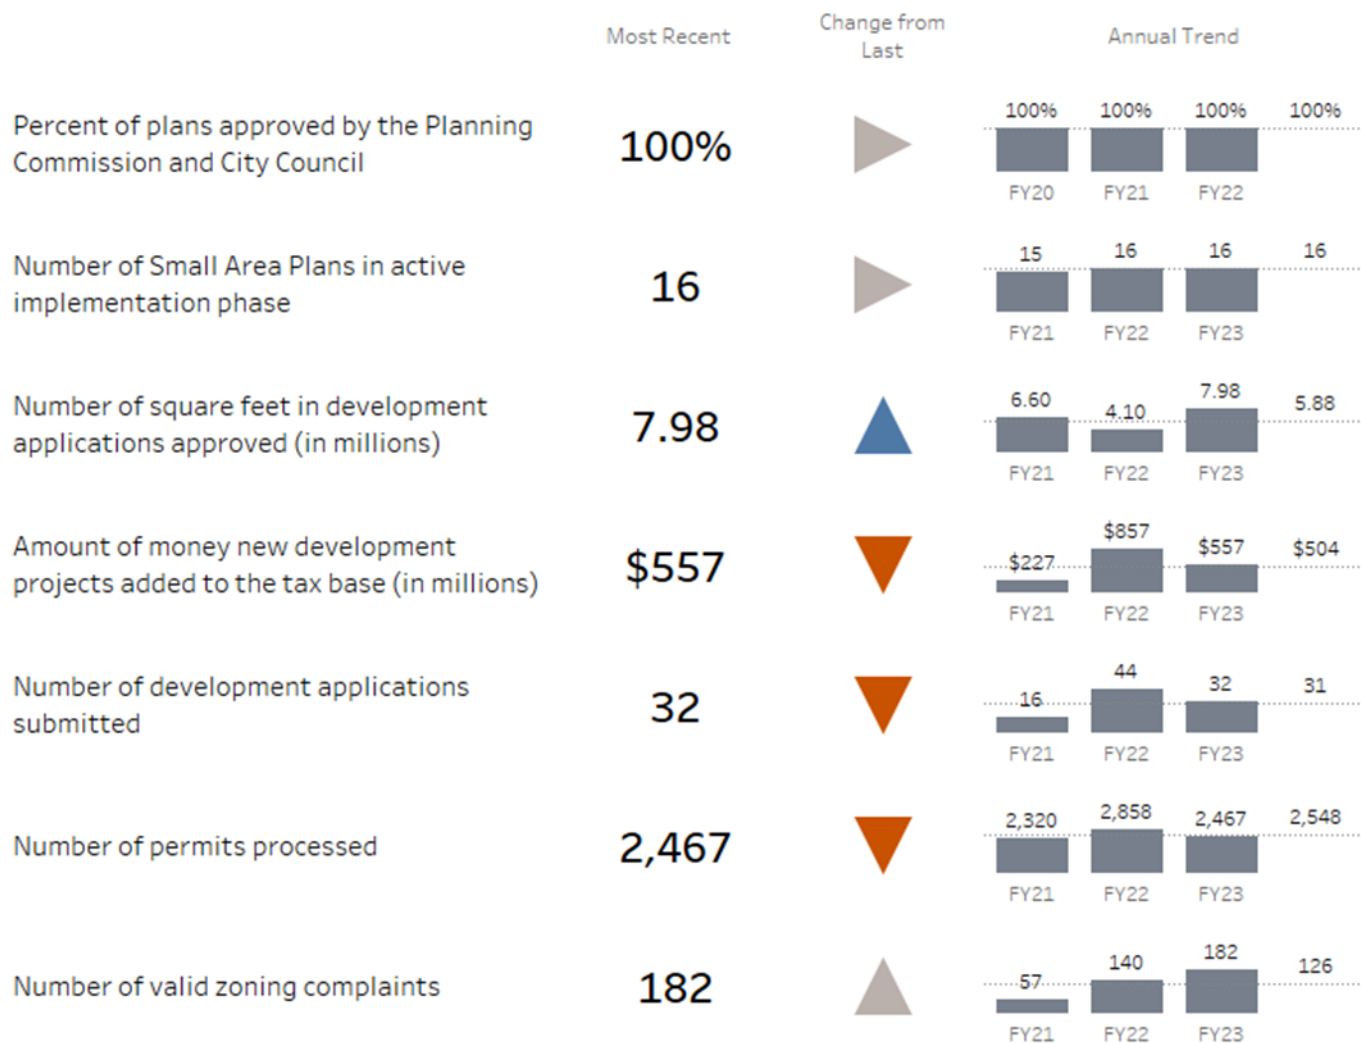 Most Recent
Change from
Last
Annual Trend
Percent of plans approved by the Planning
Commission and City Council
100%
100% 100% 100% 100%
FY20 FY21 FY22
Number of Small Area Plans in active
implementation phase
16
15 16 16 16
FY21 FY22 FY23
Number of square feet in development
applications approved (in millions)
7.98
6.60 4.10 7.98 5.88
FY21 FY22 FY23
Amount of money new development
projects added to the tax base (in millions)
$557
$227 $857 $557 $504
FY21 FY22 FY23
Number of development applications
submitted
32
16 44 32 31
FY21 FY22 FY23
Number of permits processed
2,467
2,320 2,858 2,467 2,548
FY21 FY22 FY23
Number of valid zoning complaints
182
57 140 182 126
FY21 FY22 FY23